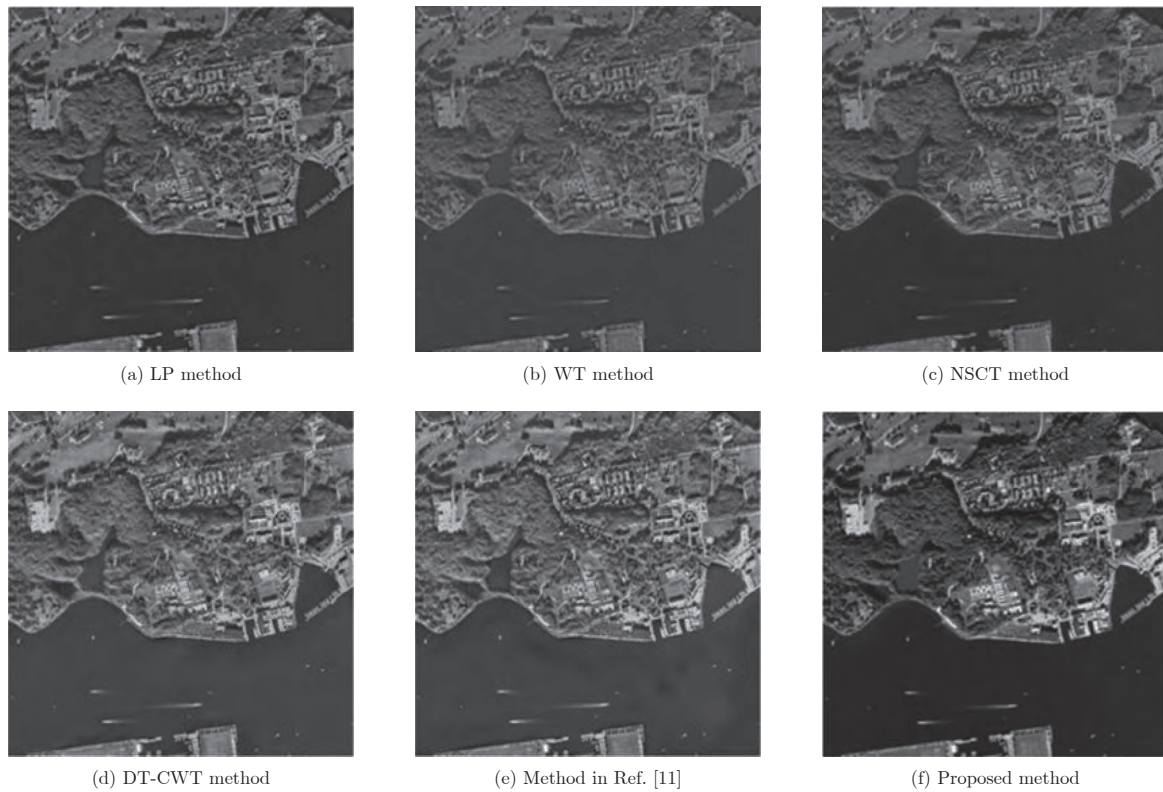 (a) LP method
(b) WT method
(c) NSCT method
(d) DT-CWT method
(e) Method in Ref. [11]
(f) Proposed method